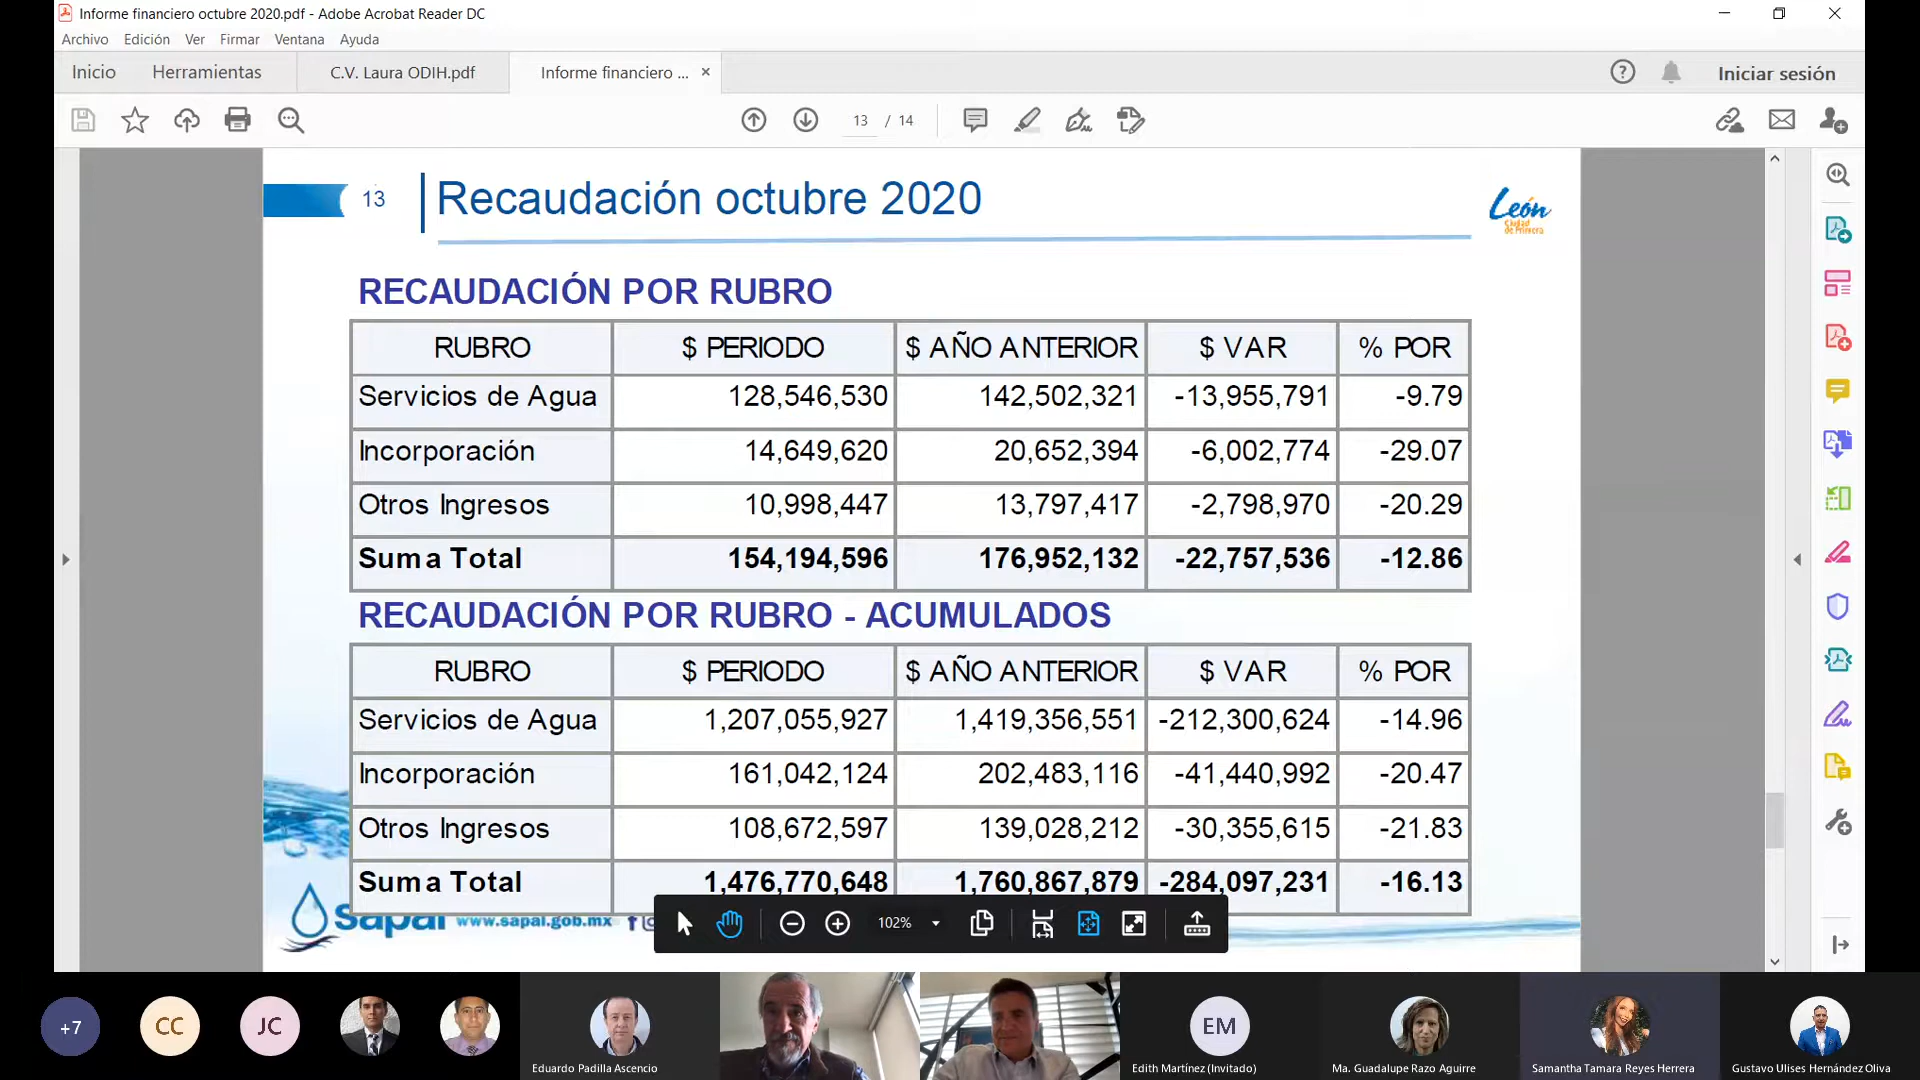 Informe financiero octubre 2020.pdf - Adobe Acrobat Reader DC
Archivo Edición Ver Firmar Ventana Ayuda
Inicio Herramientas C.V. Laura ODIH.pdf Informe financiero ... × Iniciar sesión
13 / 14
13 Recaudación octubre 2020
León
Ciudad
de Primera
RECAUDACIÓN POR RUBRO
RUBRO $ PERIODO $ AÑO ANTERIOR $ VAR % POR
Servicios de Agua 128,546,530 142,502,321 -13,955,791 -9.79
Incorporación 14,649,620 20,652,394 -6,002,774 -29.07
Otros Ingresos 10,998,447 13,797,417 -2,798,970 -20.29
Suma Total 154,194,596 176,952,132 -22,757,536 -12.86
RECAUDACIÓN POR RUBRO - ACUMULADOS
RUBRO $ PERIODO $ AÑO ANTERIOR $ VAR % POR
Servicios de Agua 1,207,055,927 1,419,356,551 -212,300,624 -14.96
Incorporación 161,042,124 202,483,116 -41,440,992 -20.47
Otros Ingresos 108,672,597 139,028,212 -30,355,615 -21.83
Suma Total 1,476,770,648 1,760,867,879 -284,097,231 -16.13
sapal www.sapal.gob.mx
102%
+7 CC JC EM
Eduardo Padilla Ascencio Edith Martínez (Invitado) Ma. Guadalupe Razo Aguirre Samantha Tamara Reyes Herrera Gustavo Ulises Hernández Oliva